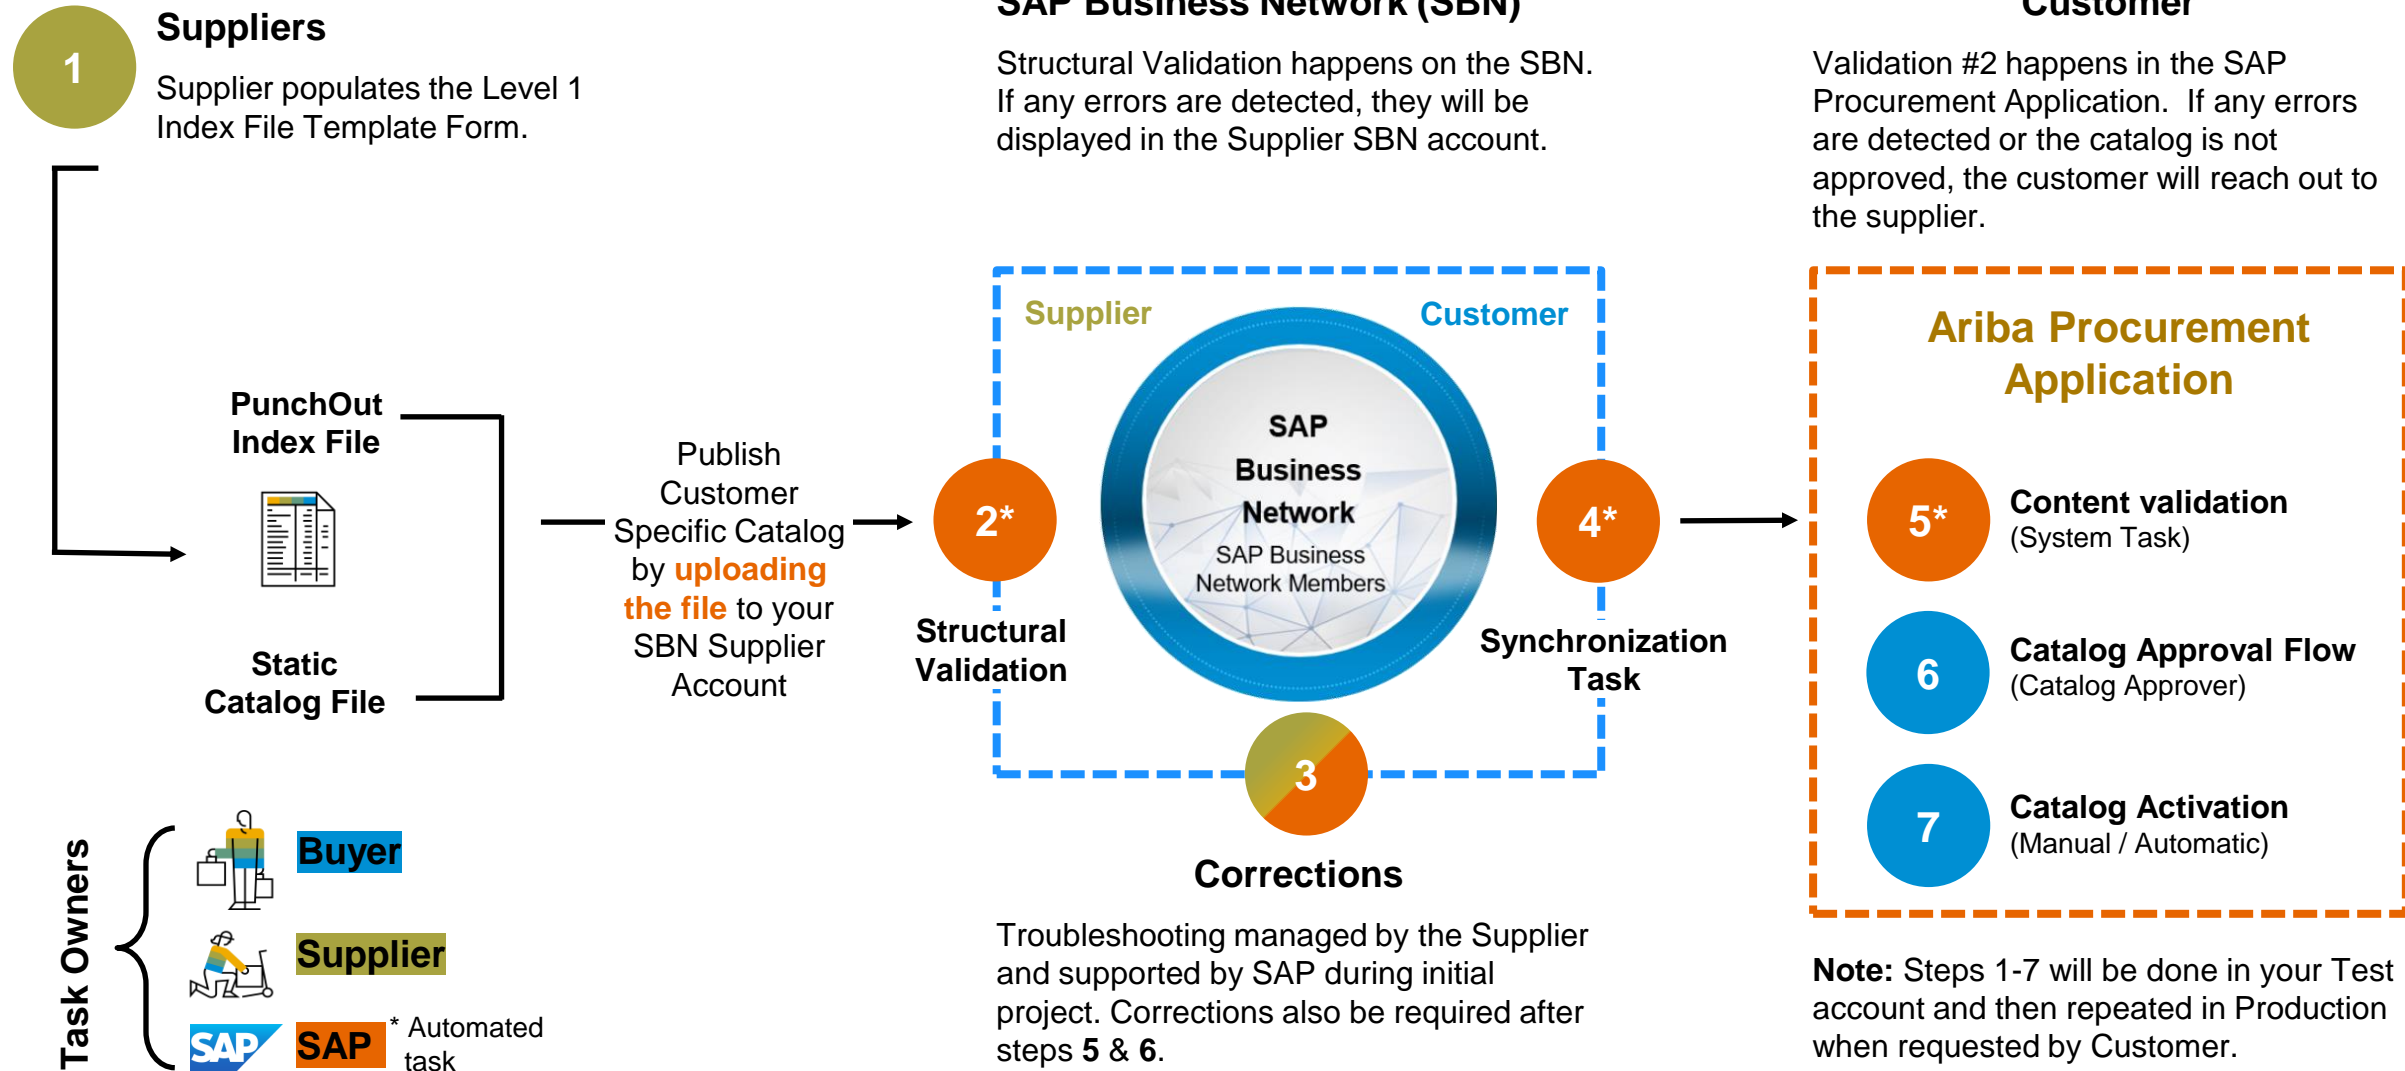 1
Suppliers
Supplier populates the Level 1
Index File Template Form.
SAP Business Network (SBN)
Structural Validation happens on the SBN.
If any errors are detected, they will be
displayed in the Supplier SBN account.
Customer
Validation #2 happens in the SAP
Procurement Application.  If any errors
are detected or the catalog is not
approved, the customer will reach out to
the supplier.
PunchOut
Index File
Static
Catalog File
Publish
Customer
Specific Catalog
by uploading
the file to your
SBN Supplier
Account
Supplier
Customer
2*
Structural
Validation
SAP
Business
Network
SAP Business
Network Members
4*
Synchronization
Task
3
Corrections
Troubleshooting managed by the Supplier
and supported by SAP during initial
project. Corrections also be required after
steps 5 & 6.
Ariba Procurement
Application
5*
Content validation
(System Task)
6
Catalog Approval Flow
(Catalog Approver)
7
Catalog Activation
(Manual / Automatic)
Note: Steps 1-7 will be done in your Test
account and then repeated in Production
when requested by Customer.
Task Owners
Buyer
Supplier
SAP
SAP
* Automated
task